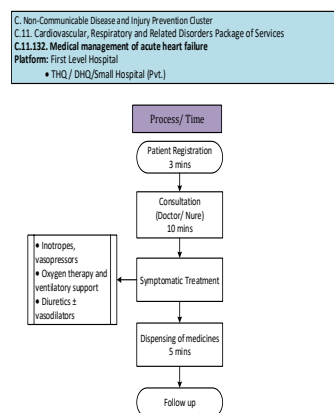 C. Non-Communicable Disease and Injury Prevention Cluster
C.11. Cardiovascular, Respiratory and Related Disorders Package of Services
C.11.132. Medical management of acute heart failure
Platform: First Level Hospital
• THQ / DHQ/Small Hospital (Pvt.)
Process/ Time
Patient Registration
3 mins
Consultation
(Doctor/ Nure)
10 mins
• Inotropes,
vasopressors
• Oxygen therapy and
ventilatory support
• Diuretics ±
vasodilators
Symptomatic Treatment
Dispensing of medicines
5 mins
Follow up